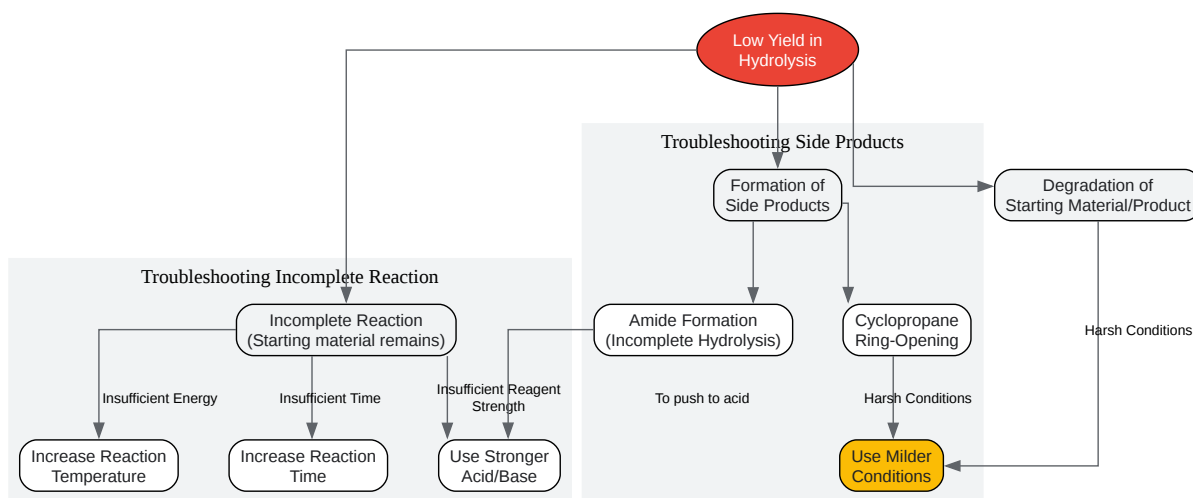 Low Yield in
Hydrolysis
Troubleshooting Side Products
Formation of
Side Products
Degradation of
Starting Material/Product
Troubleshooting Incomplete Reaction
Incomplete Reaction
(Starting material remains)
Amide Formation
(Incomplete Hydrolysis)
Cyclopropane
Ring-Opening
Harsh Conditions
Insufficient Energy
Insufficient Time
Insufficient Reagent
Strength
To push to acid
Harsh Conditions
Increase Reaction
Temperature
Increase Reaction
Time
Use Stronger
Acid/Base
Use Milder
Conditions